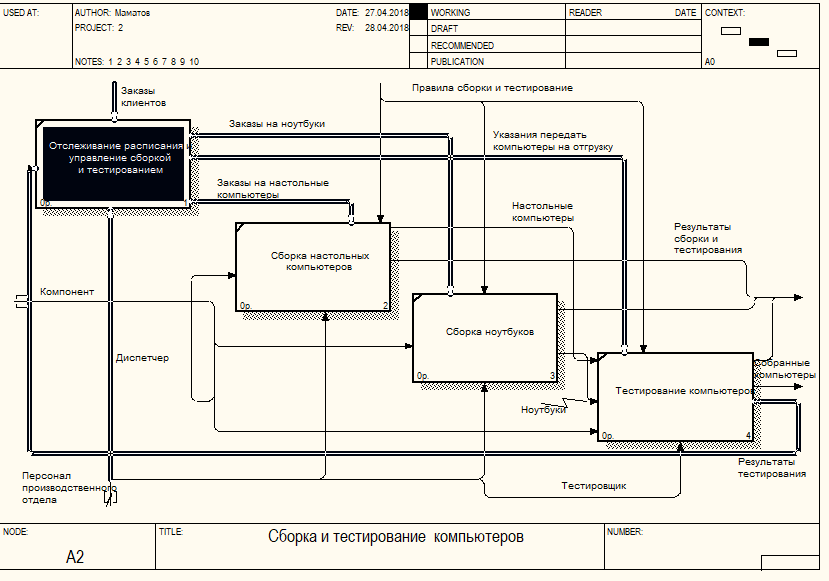 USED AT:
AUTHOR: Маматов
DATE: 27.04.2018
WORKING
READER
DATE
CONTEXT:
PROJECT: 2
REV: 28.04.2018
DRAFT
RECOMMENDED
NOTES: 1 2 3 4 5 6 7 8 9 10
PUBLICATION
A0
Заказы
клиентов
Правила сборки и тестирование
Заказы на ноутбуки
Указания передать
компьютеры на отгрузку
Отслеживание расписания и
управление сборкой
и тестированием
0р.
1
Заказы на настольные
компьютеры
Настольные
компьютеры
Результаты
сборки и
тестирования
Сборка настольных
компьютеров
0р.
2
Компонент
Сборка ноутбуков
0р.
3
Диспетчер
Собранные
компьютеры
Тестирование компьютеров
0р.
4
Ноутбуки
Результаты
тестирования
Персонал
производственного
отдела
Тестировщик
NODE:
TITLE:
NUMBER:
A2
Сборка и тестирование компьютеров